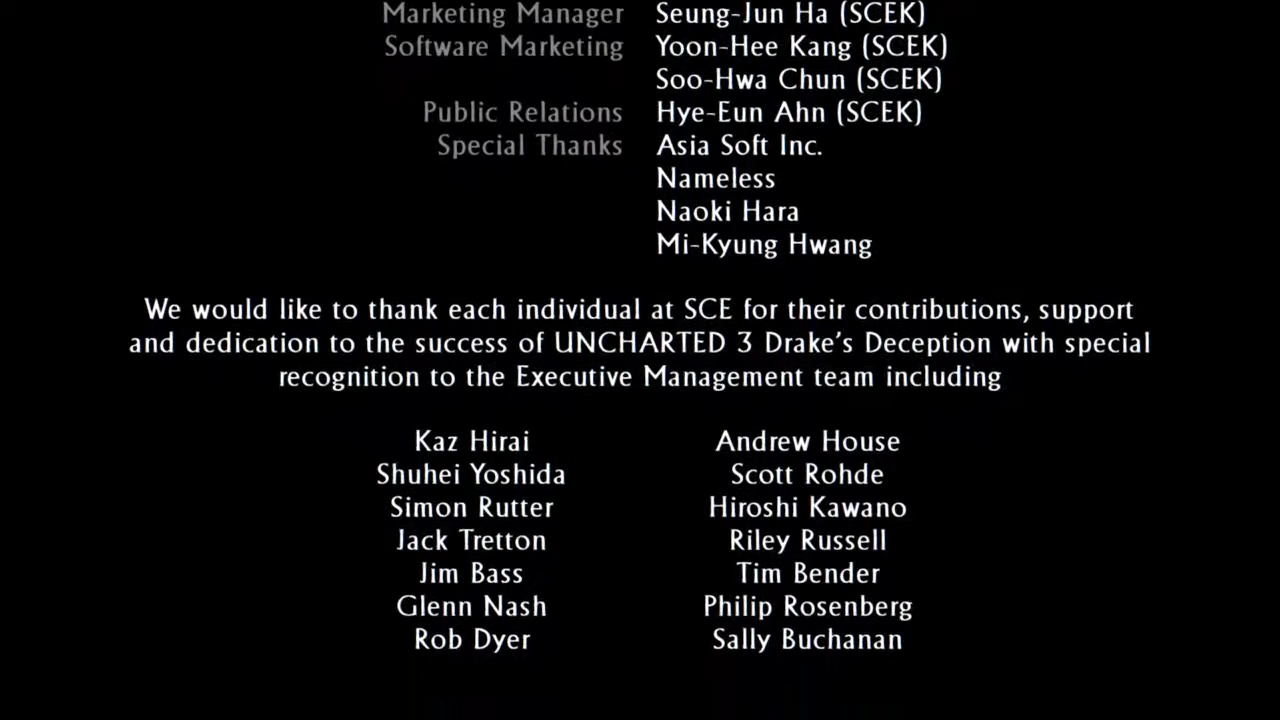 Marketing Manager Seung-Jun Ha (SCEK)
Software Marketing Yoon-Hee Kang (SCEK)
Soo-Hwa Chun (SCEK)
Public Relations Hye-Eun Ahn (SCEK)
Special Thanks Asia Soft Inc.
Nameless
Naoki Hara
Mi-Kyung Hwang
We would like to thank each individual at SCE for their contributions, support
and dedication to the success of UNCHARTED 3 Drake's Deception with special
recognition to the Executive Management team including
Kaz Hirai Andrew House
Shuhei Yoshida Scott Rohde
Simon Rutter Hiroshi Kawano
Jack Tretton Riley Russell
Jim Bass Tim Bender
Glenn Nash Philip Rosenberg
Rob Dyer Sally Buchanan